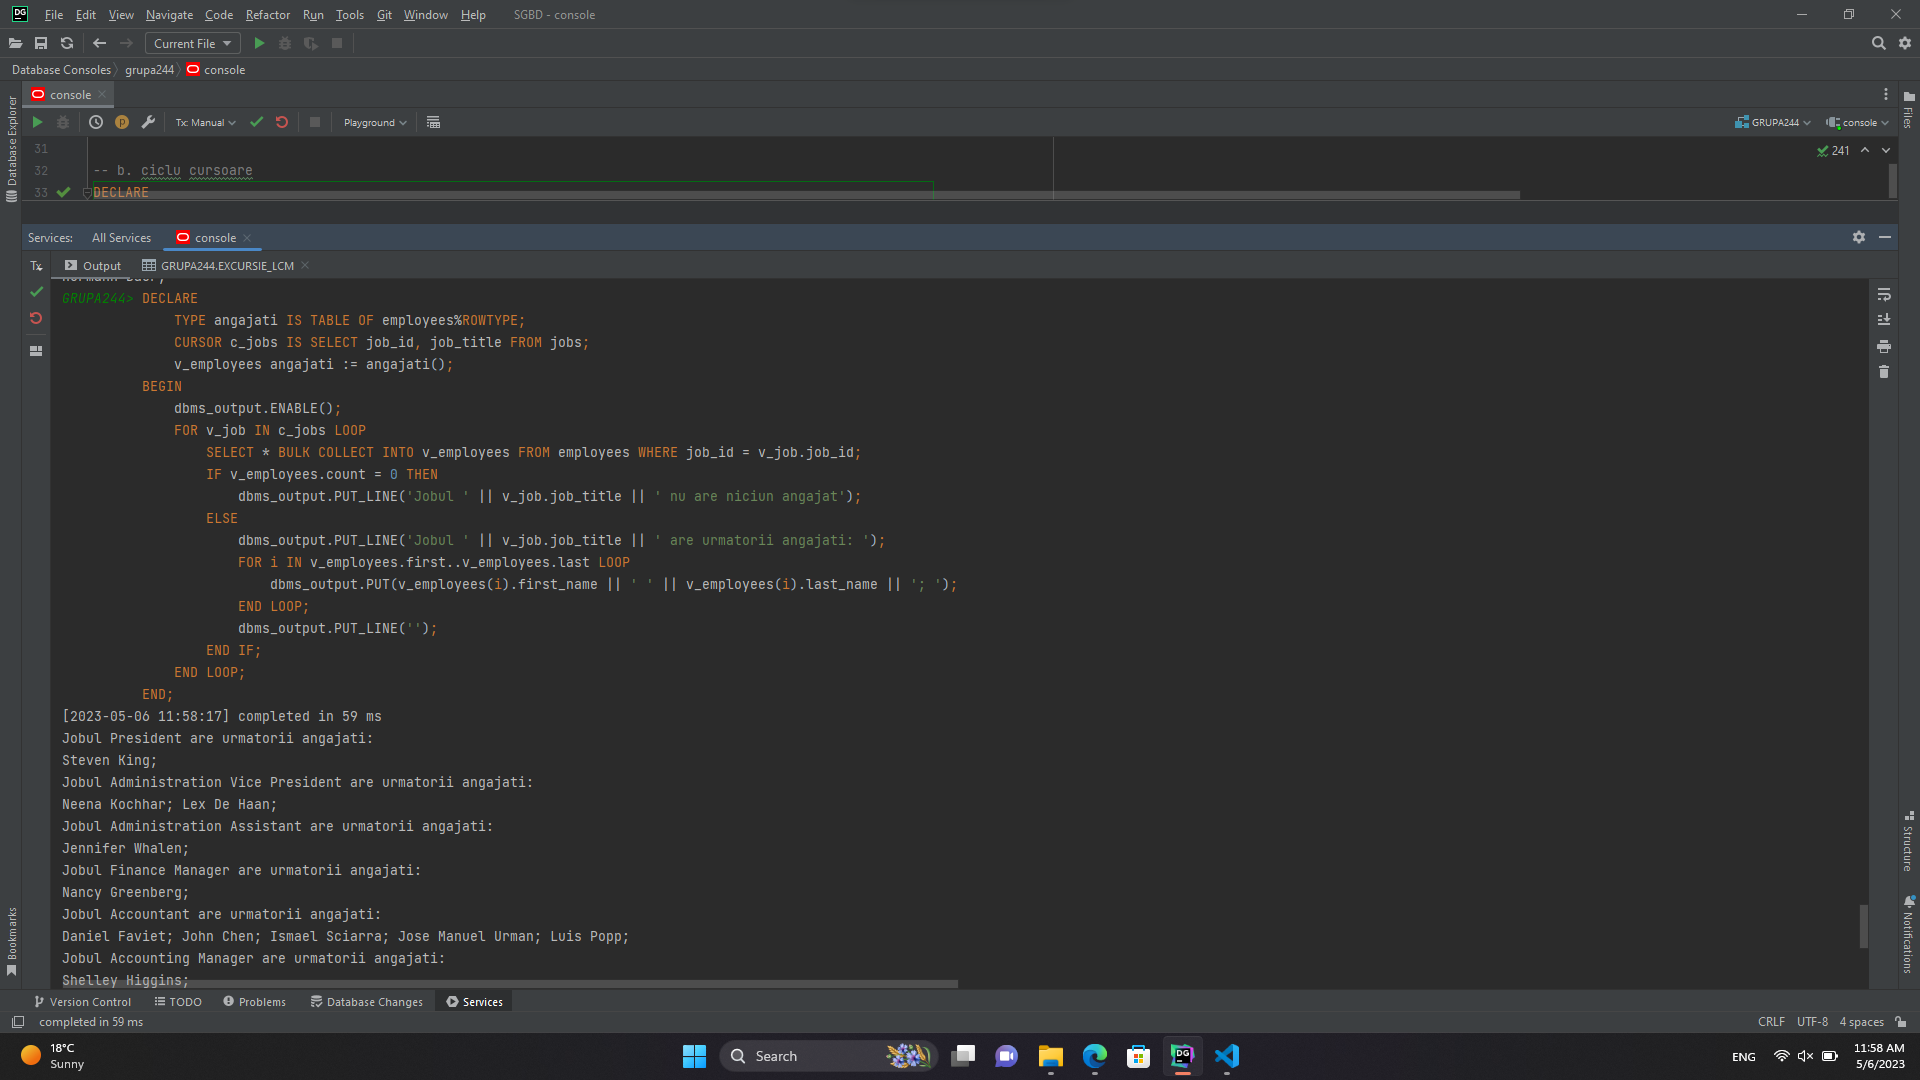 DG File Edit View Navigate Code Refactor Run Tools Git Window Help SGBD - console
Current File
Database Consoles grupa244 console
console
Tx: Manual Playground GRUPA244 console
31
32 -- b. ciclu cursoare
33 DECLARE
241
Database Explorer
Files
Services: All Services console
Tx Output GRUPA244.EXCURSIE_LCM
GRUPA244> DECLARE
TYPE angajati IS TABLE OF employees%ROWTYPE;
CURSOR c_jobs IS SELECT job_id, job_title FROM jobs;
v_employees angajati := angajati();
BEGIN
dbms_output.ENABLE();
FOR v_job IN c_jobs LOOP
SELECT * BULK COLLECT INTO v_employees FROM employees WHERE job_id = v_job.job_id;
IF v_employees.count = 0 THEN
dbms_output.PUT_LINE('Jobul ' || v_job.job_title || ' nu are niciun angajat');
ELSE
dbms_output.PUT_LINE('Jobul ' || v_job.job_title || ' are urmatorii angajati: ');
FOR i IN v_employees.first..v_employees.last LOOP
dbms_output.PUT(v_employees(i).first_name || ' ' || v_employees(i).last_name || '; ');
END LOOP;
dbms_output.PUT_LINE('');
END IF;
END LOOP;
END;
[2023-05-06 11:58:17] completed in 59 ms
Jobul President are urmatorii angajati:
Steven King;
Jobul Administration Vice President are urmatorii angajati:
Neena Kochhar; Lex De Haan;
Jobul Administration Assistant are urmatorii angajati:
Jennifer Whalen;
Jobul Finance Manager are urmatorii angajati:
Nancy Greenberg;
Jobul Accountant are urmatorii angajati:
Daniel Faviet; John Chen; Ismael Sciarra; Jose Manuel Urman; Luis Popp;
Jobul Accounting Manager are urmatorii angajati:
Shelley Higgins;
Structure
Bookmarks
Notifications
Version Control TODO Problems Database Changes Services
completed in 59 ms CRLF UTF-8 4 spaces
18°C
Sunny
Search
DG
ENG
11:58 AM
5/6/2023